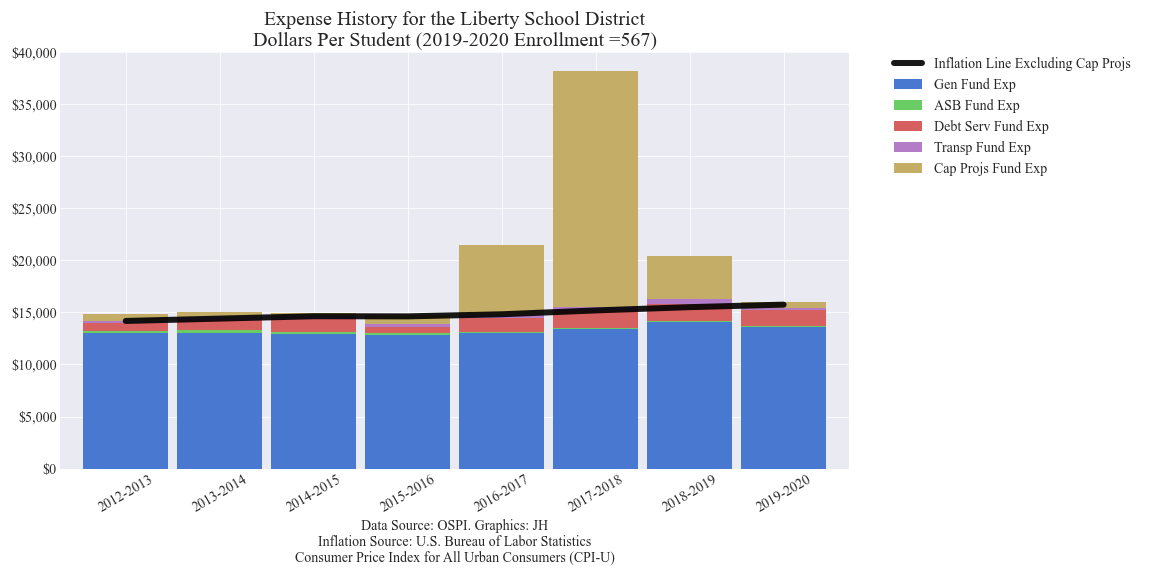 Expense History for the Liberty School District
Dollars Per Student (2019-2020 Enrollment =567)
$40,000
$35,000
$30,000
$25,000
$20,000
$15,000
$10,000
$5,000
$0
Inflation Line Excluding Cap Projs
Gen Fund Exp
ASB Fund Exp
Debt Serv Fund Exp
Transp Fund Exp
Cap Projs Fund Exp
2012-2013
2013-2014
2014-2015
2015-2016
2016-2017
2017-2018
2018-2019
2019-2020
Data Source: OSPI. Graphics: JH
Inflation Source: U.S. Bureau of Labor Statistics
Consumer Price Index for All Urban Consumers (CPI-U)